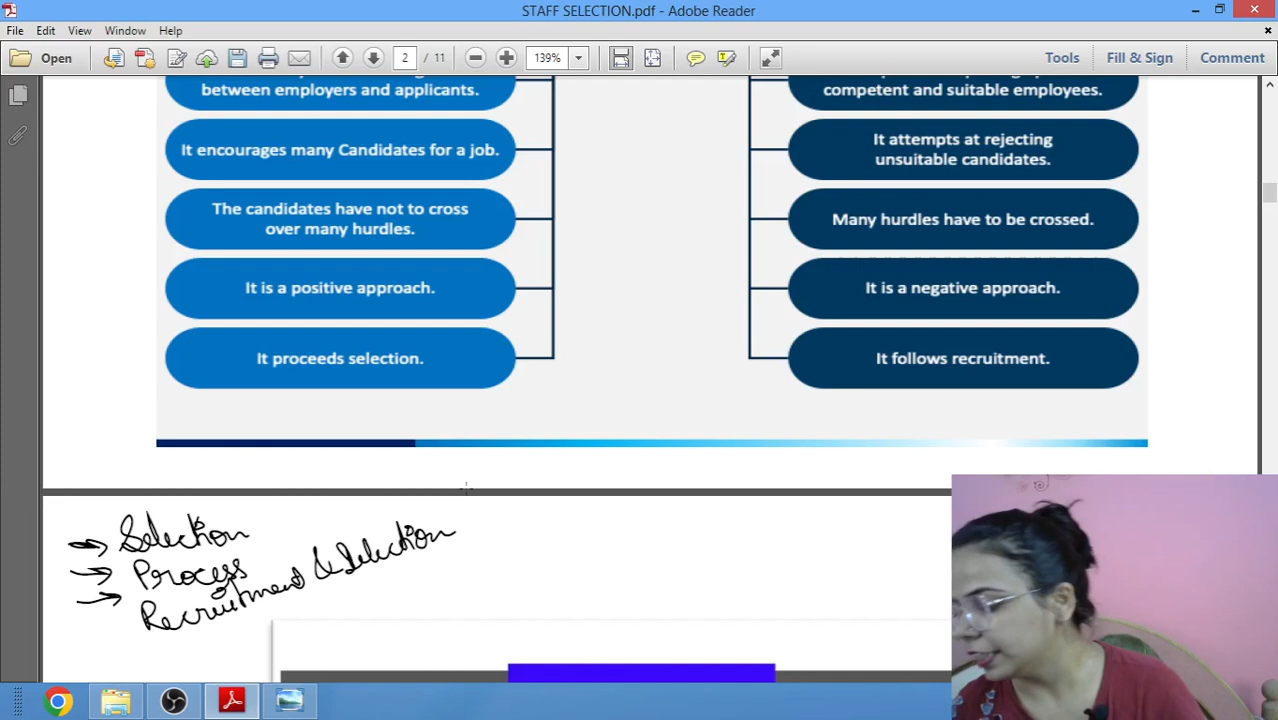 STAFF SELECTION.pdf - Adobe Reader
File Edit View Window Help
Open 2 / 11 139% Tools Fill & Sign Comment
between employers and applicants.
competent and suitable employees.
It encourages many Candidates for a job.
It attempts at rejecting
unsuitable candidates.
The candidates have not to cross
over many hurdles.
Many hurdles have to be crossed.
It is a positive approach.
It is a negative approach.
It proceeds selection.
It follows recruitment.
→ Selection
→ Process
→ Recruitment & Selection